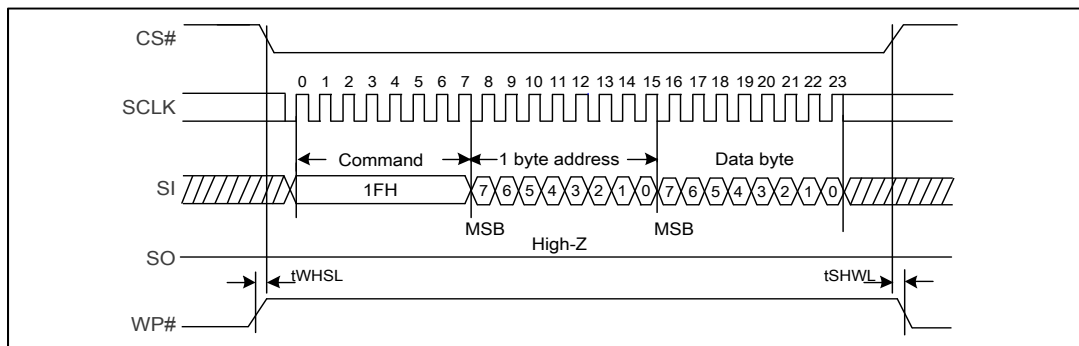 CS#
0 1 2 3 4 5 6 7 8 9 10 11 12 13 14 15 16 17 18 19 20 21 22 23
SCLK
Command 1 byte address Data byte
SI 1FH 7 6 5 4 3 2 1 0 7 6 5 4 3 2 1 0
MSB MSB
High-Z
SO
tWHSL tSHWL
WP#